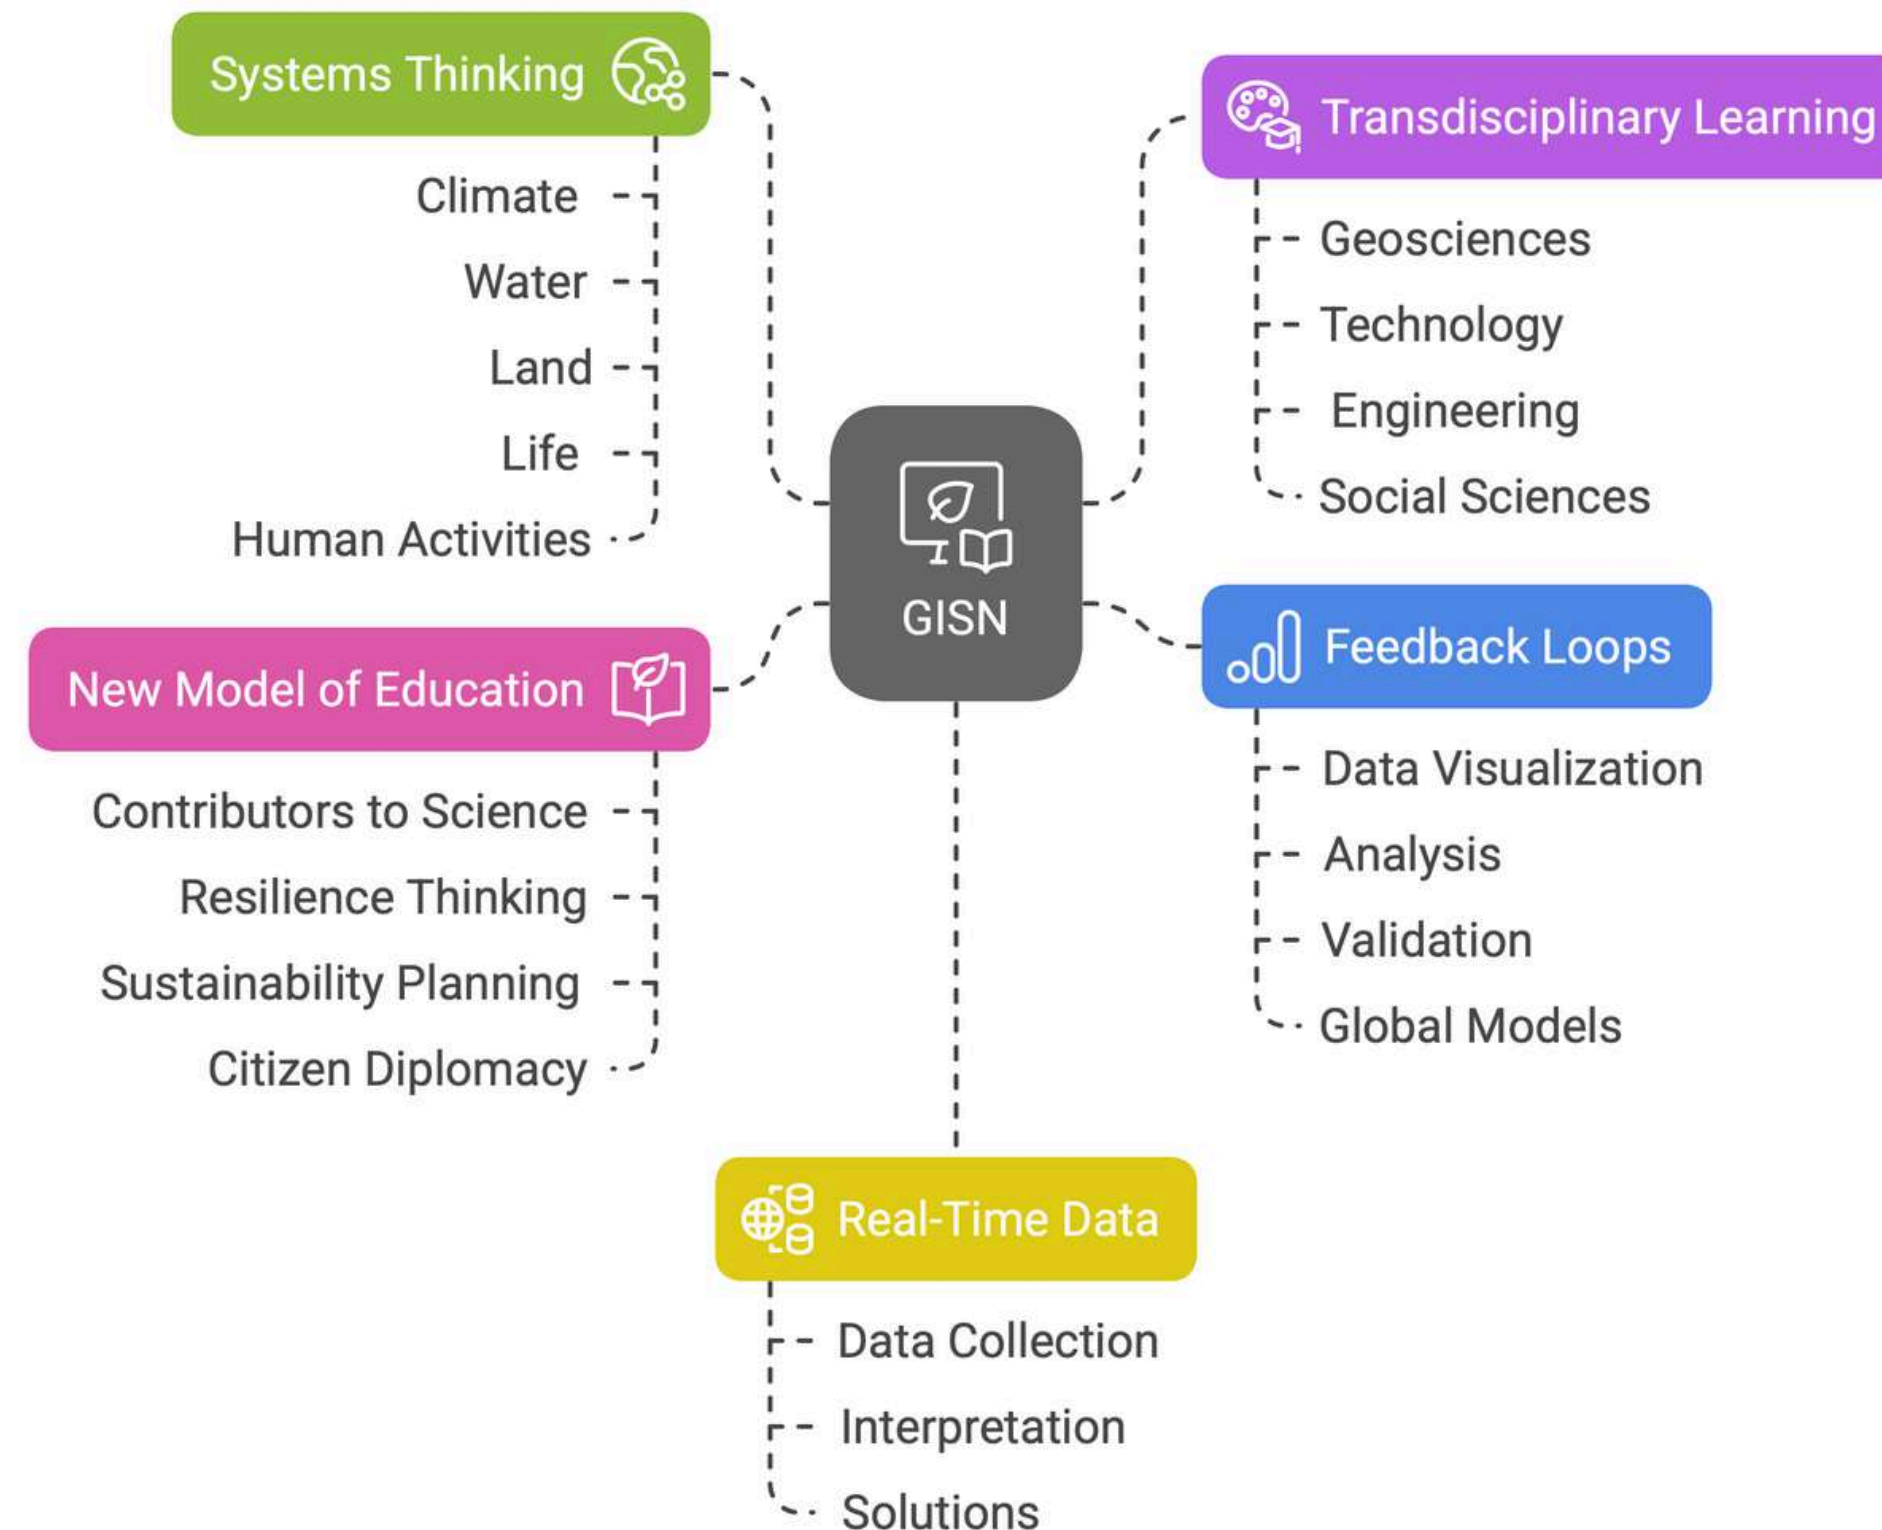 Systems Thinking
Climate
Water
Land
Life
Human Activities
New Model of Education
Contributors to Science
Resilience Thinking
Sustainability Planning
Citizen Diplomacy
GISN
Transdisciplinary Learning
Geosciences
Technology
Engineering
Social Sciences
Feedback Loops
Data Visualization
Analysis
Validation
Global Models
Real-Time Data
Data Collection
Interpretation
Solutions